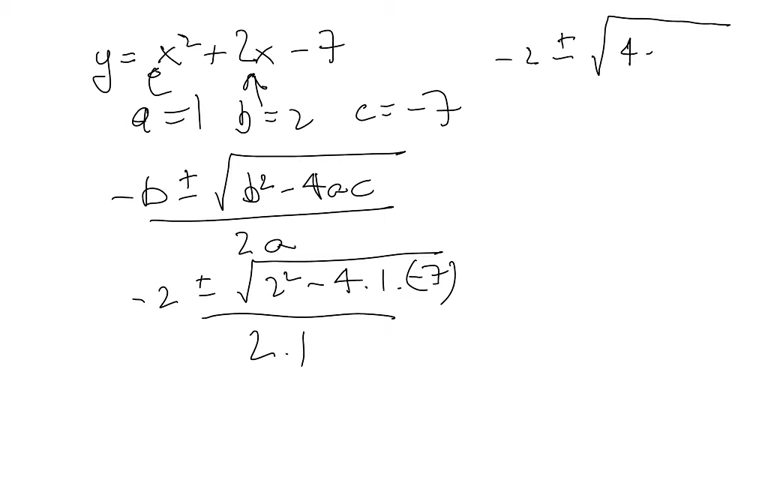 y = x² + 2x - 7
a = 1 b = 2 c = -7
-b ± √(b² - 4ac)
2a
-2 ± √(2² - 4.1.(-7)
2.1
-2 ± √4-